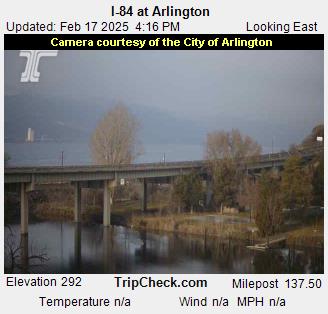 I-84 at Arlington
Updated: Feb 17 2025 4:16 PM Looking East
Camera courtesy of the City of Arlington
Elevation 292 TripCheck.com Milepost 137.50
Temperature n/a Wind n/a MPH n/a